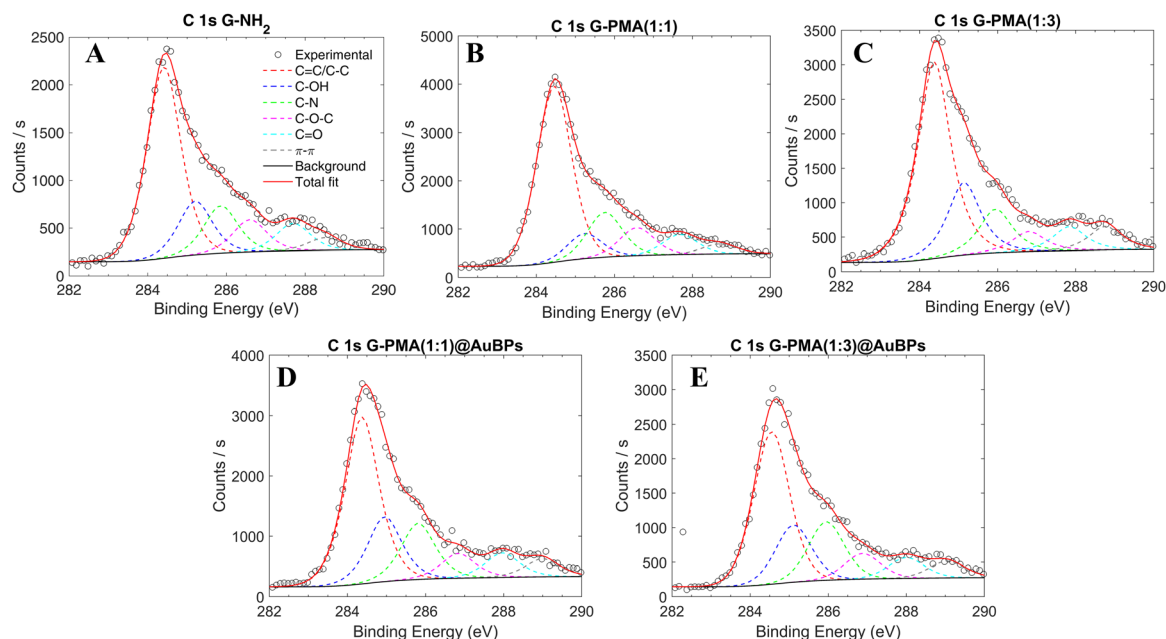 C 1s G-NH2
A
2500
2000
1500
1000
500
0
282 284 286 288 290
Counts / s
Binding Energy (eV)
Experimental
C=C/C-C
C-OH
C-N
C-O-C
C=O
π-π
Background
Total fit
C 1s G-PMA(1:1)
B
5000
4000
3000
2000
1000
0
282 284 286 288 290
Counts / s
Binding Energy (eV)
C 1s G-PMA(1:3)
C
3500
3000
2500
2000
1500
1000
500
0
282 284 286 288 290
Counts / s
Binding Energy (eV)
C 1s G-PMA(1:1)@AuBPs
D
4000
3000
2000
1000
0
282 284 286 288 290
Counts / s
Binding Energy (eV)
C 1s G-PMA(1:3)@AuBPs
E
3500
3000
2500
2000
1500
1000
500
0
282 284 286 288 290
Counts / s
Binding Energy (eV)